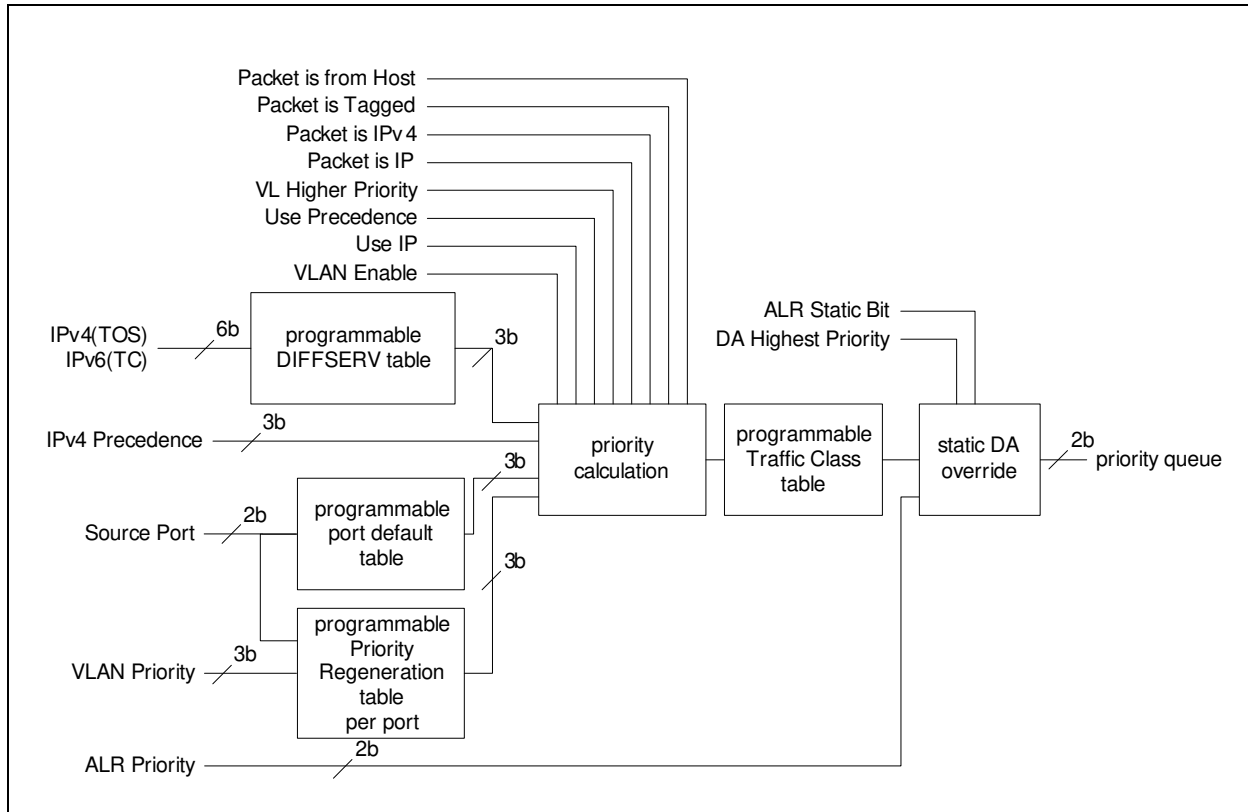 Packet is from Host
Packet is Tagged
Packet is IPv4
Packet is IP
VL Higher Priority
Use Precedence
Use IP
VLAN Enable
ALR Static Bit
DA Highest Priority
IPv4(TOS)
IPv6(TC)
6b
programmable
DIFFSERV table
3b
IPv4 Precedence
3b
priority
calculation
programmable
Traffic Class
table
static DA
override
2b
priority queue
3b
Source Port
2b
programmable
port default
table
3b
VLAN Priority
3b
programmable
Priority
Regeneration
table
per port
ALR Priority
2b